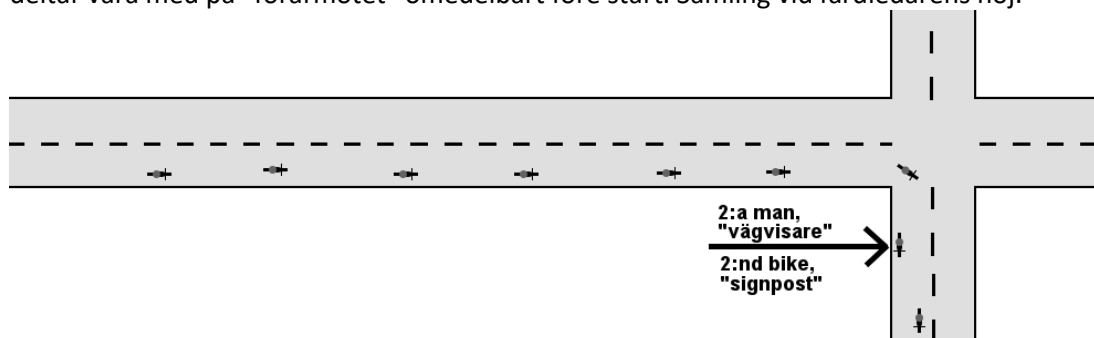 deltar vara med på "förarmötet" omedelbart före start. Samling vid färdledarens hoj.
2:a man,
"vägvisare"
2:nd bike,
"signpost"